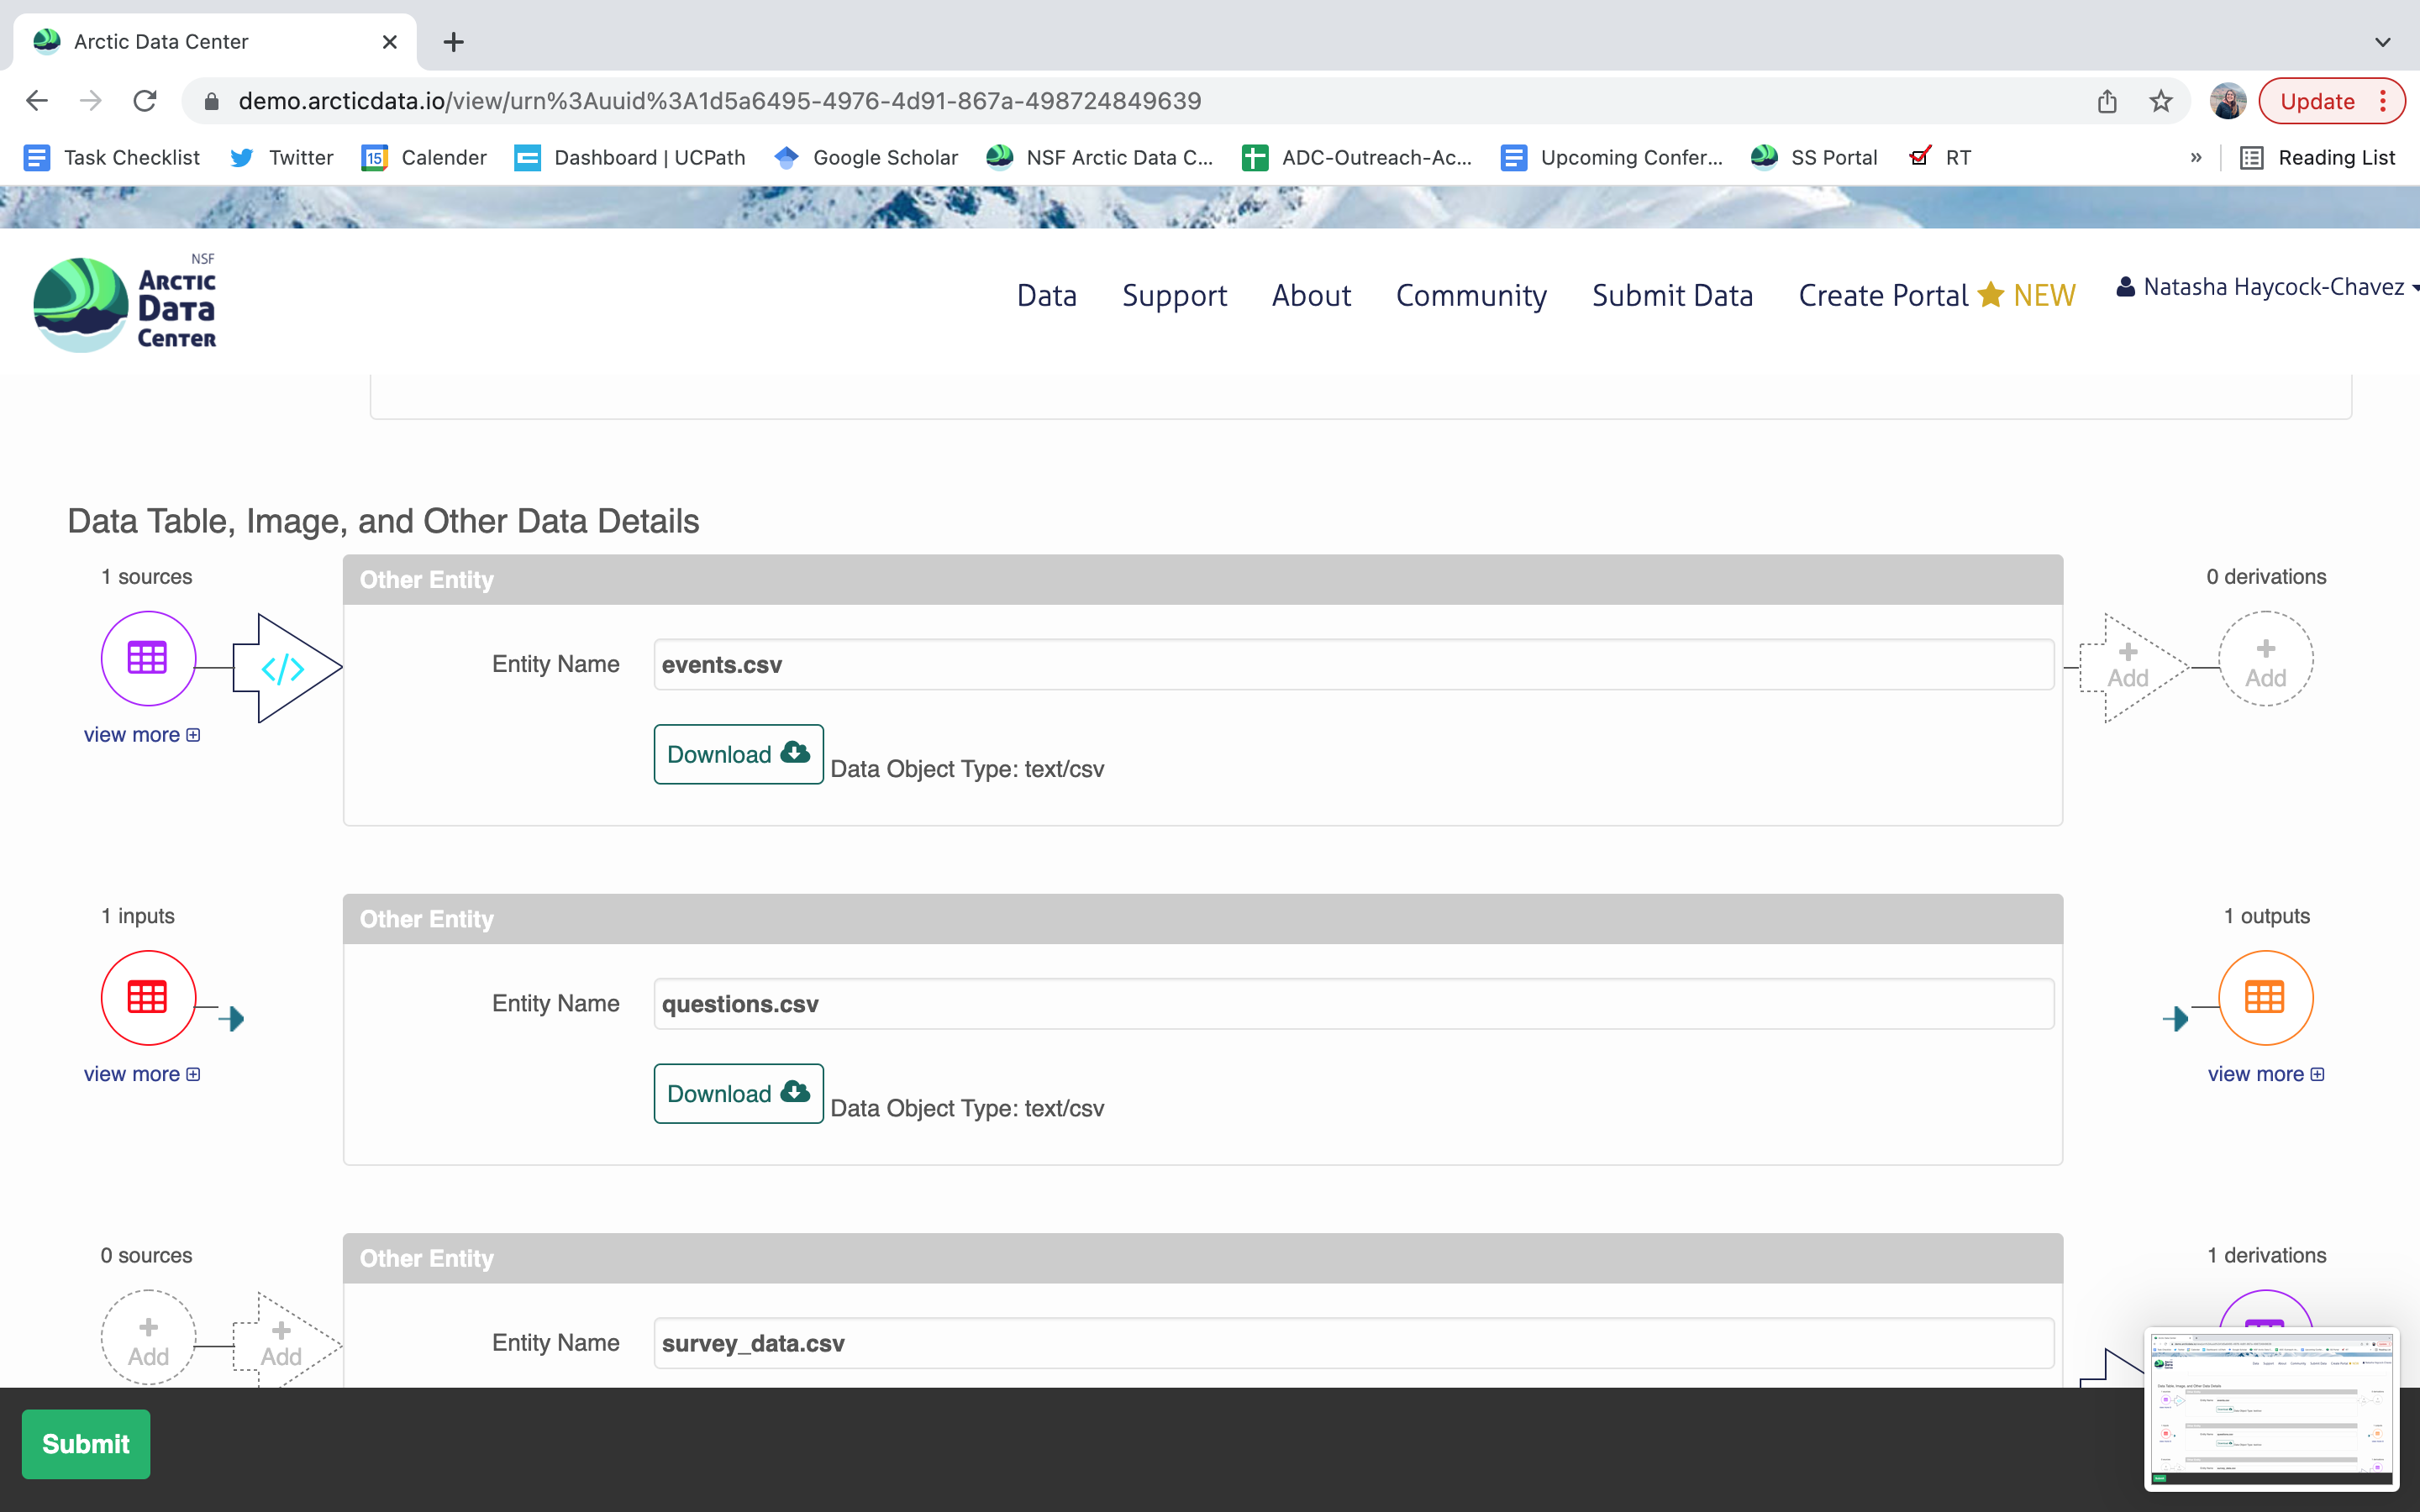 Arctic Data Center
demo.arcticdata.io/view/urn%3Auuid%3A1d5a6495-4976-4d91-867a-498724849639
Update
Task Checklist
Twitter
15
Calender
Dashboard | UCPath
Google Scholar
NSF Arctic Data C...
ADC-Outreach-Ac...
Upcoming Confer...
SS Portal
RT
»
Reading List
NSF
ARCTIC
DATA
CENTER
Data
Support
About
Community
Submit Data
Create Portal NEW
Natasha Haycock-Chavez
Data Table, Image, and Other Data Details
1 sources
Other Entity
0 derivations
</>
Entity Name
events.csv
Add
Add
view more
Download
Data Object Type: text/csv
1 inputs
Other Entity
1 outputs
Entity Name
questions.csv
view more
Download
Data Object Type: text/csv
view more
0 sources
Other Entity
1 derivations
Add
Add
Entity Name
survey_data.csv
Submit